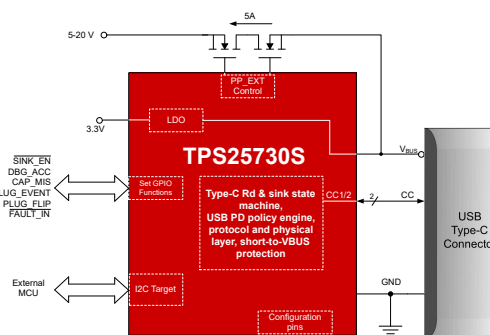 5A
5-20 V
PP_EXT
Control
LDO
3.3V
TPS25730S
VBUS
SINK_EN
DBG_ACC
CAP_MIS
LUG_EVENT
PLUG_FLIP
FAULT_IN
Set GPIO
Functions
Type-C Rd & sink state
machine,
USB PD policy engine,
protocol and physical
layer, short-to-VBUS
protection
CC1/2
2
CC
USB
Type-C
Connecto
External
MCU
I2C Target
GND
Configuration
pins